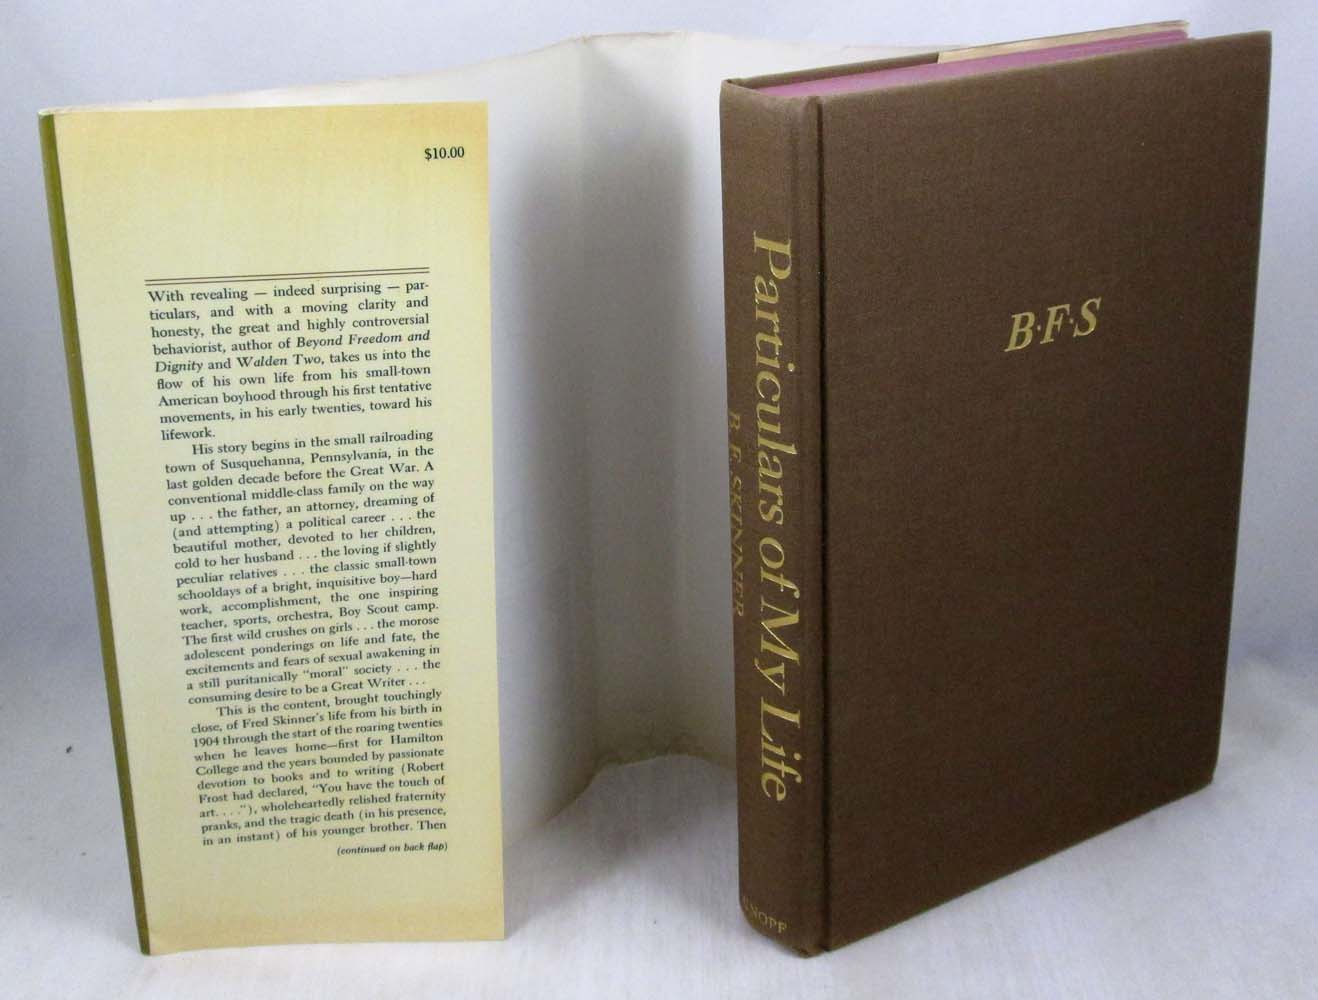 $10.00
With revealing — indeed surprising — par-
ticulars, and with a moving clarity and
honesty, the great and highly controversial
behaviorist, author of Beyond Freedom and
Dignity and Walden Two, takes us into the
flow of his own life from his small-town
American boyhood through his first tentative
movements, in his early twenties, toward his
lifework.
His story begins in the small railroading
town of Susquehanna, Pennsylvania, in the
last golden decade before the Great War. A
conventional middle-class family on the way
up . . . the father, an attorney, dreaming of
(and attempting) a political career . . . the
beautiful mother, devoted to her children,
cold to her husband . . . the loving if slightly
peculiar relatives . . . the classic small-town
schooldays of a bright, inquisitive boy—hard
work, accomplishment, the one inspiring
teacher, sports, orchestra, Boy Scout camp.
The first wild crushes on girls . . . the morose
adolescent ponderings on life and fate, the
excitements and fears of sexual awakening in
a still puritanically "moral" society . . . the
consuming desire to be a Great Writer . . .
This is the content, brought touchingly
close, of Fred Skinner's life from his birth in
1904 through the start of the roaring twenties
when he leaves home—first for Hamilton
College and the years bounded by passionate
devotion to books and to writing (Robert
Frost had declared, "You have the touch of
art. . . ."), wholeheartedly relished fraternity
pranks, and the tragic death (in his presence,
in an instant) of his younger brother. Then
(continued on back flap)
Particulars of My Life
B. F. SKINNER
KNOPF
B·F·S